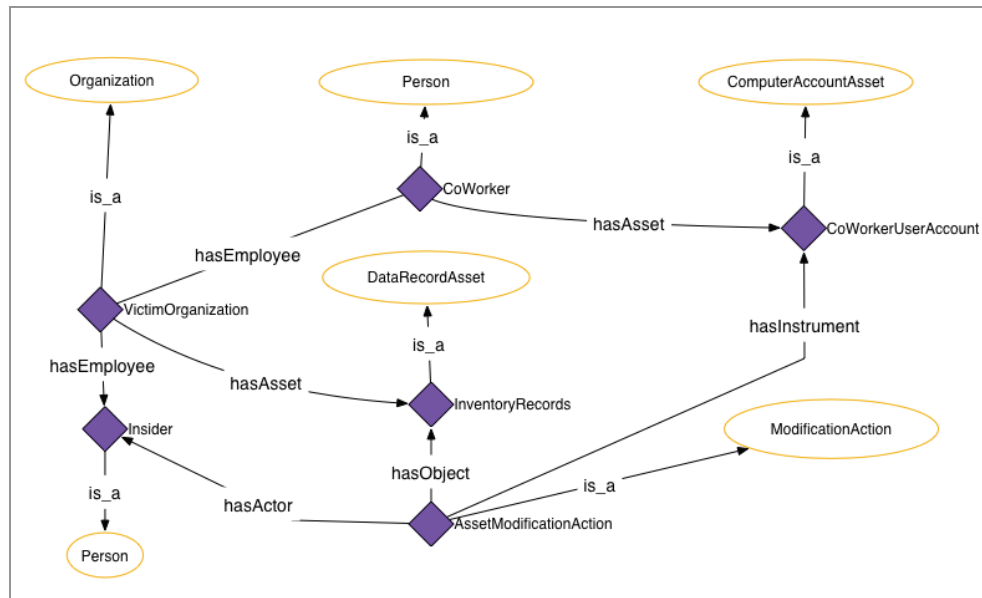 Organization
Person
ComputerAccountAsset
is_a
is_a
is_a
CoWorker
hasAsset
CoWorkerUserAccount
hasEmployee
DataRecordAsset
VictimOrganization
hasInstrument
is_a
hasEmployee
hasAsset
InventoryRecords
Insider
ModificationAction
hasObject
is_a
is_a
hasActor
AssetModificationAction
Person